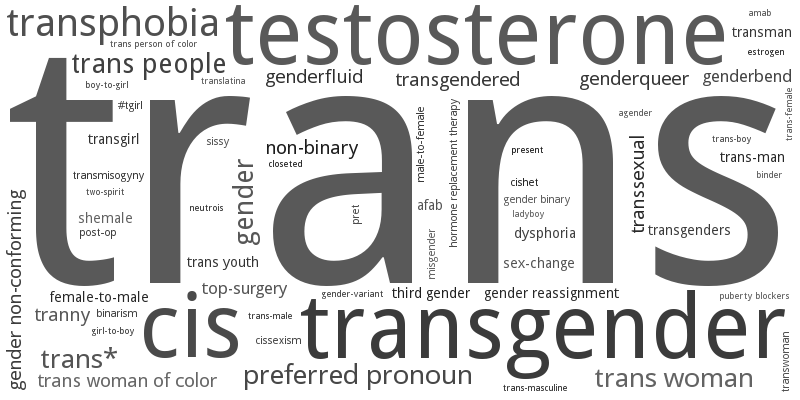 transphobia
testosterone
amab
transman
trans person of color
estrogen
trans people
translatina
genderfluid
transgendered
genderqueer
genderbend
boy-to-girl
#tgirl
trans
trans-female
agender
transgirl
sissy
non-binary
closeted
male-to-female
hormone replacement therapy
present
transsexual
trans-boy
trans-man
binder
transmisogyny
cishet
two-spirit
gender
gender binary
neutrois
pret
afab
ladyboy
shemale
post-op
misgender
dysphoria
transgenders
gender non-conforming
trans youth
sex-change
top-surgery
gender-variant
third gender
gender reassignment
puberty blockers
female-to-male
tranny
binarism
cis
trans-male
transgender
girl-to-boy
cissexism
transwoman
trans*
trans woman of color
preferred pronoun
trans-masculine
trans woman